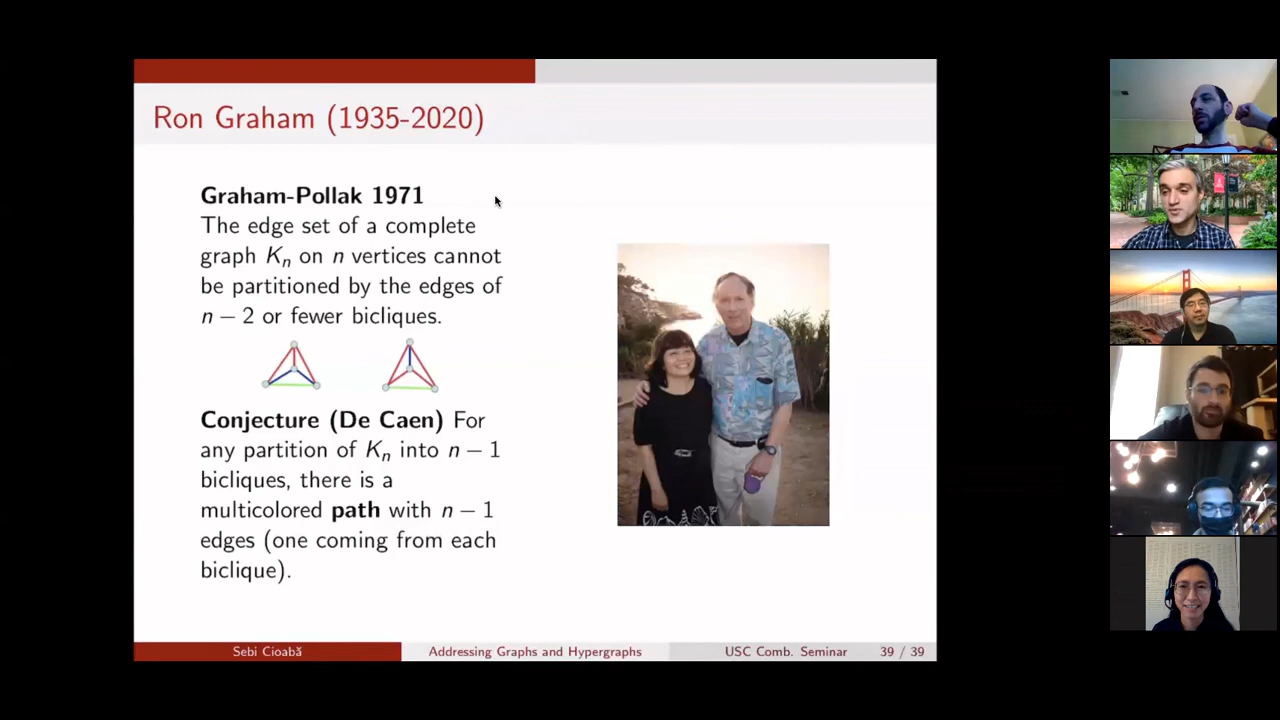 Ron Graham (1935-2020)
Graham-Pollak 1971
The edge set of a complete
graph Kn on n vertices cannot
be partitioned by the edges of
n − 2 or fewer bicliques.
Conjecture (De Caen) For
any partition of Kn into n − 1
bicliques, there is a
multicolored path with n − 1
edges (one coming from each
biclique).
Sebi Cioabă
Addressing Graphs and Hypergraphs
USC Comb. Seminar
39 / 39